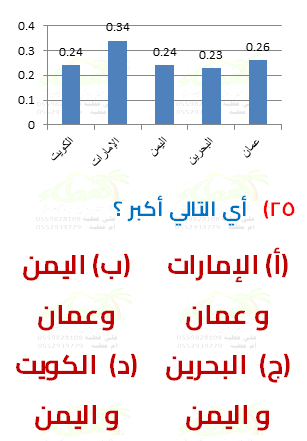 0.4
0.3
0.2
0.1
0
0.24 0.34 0.24 0.23 0.26
الكويت الإمارات اليمن البحرين عمان
٢٥) أي التالي أكبر ؟
(أ) الإمارات (ب) اليمن
و عمان وعمان
(ج) البحرين (د) الكويت
و اليمن و اليمن